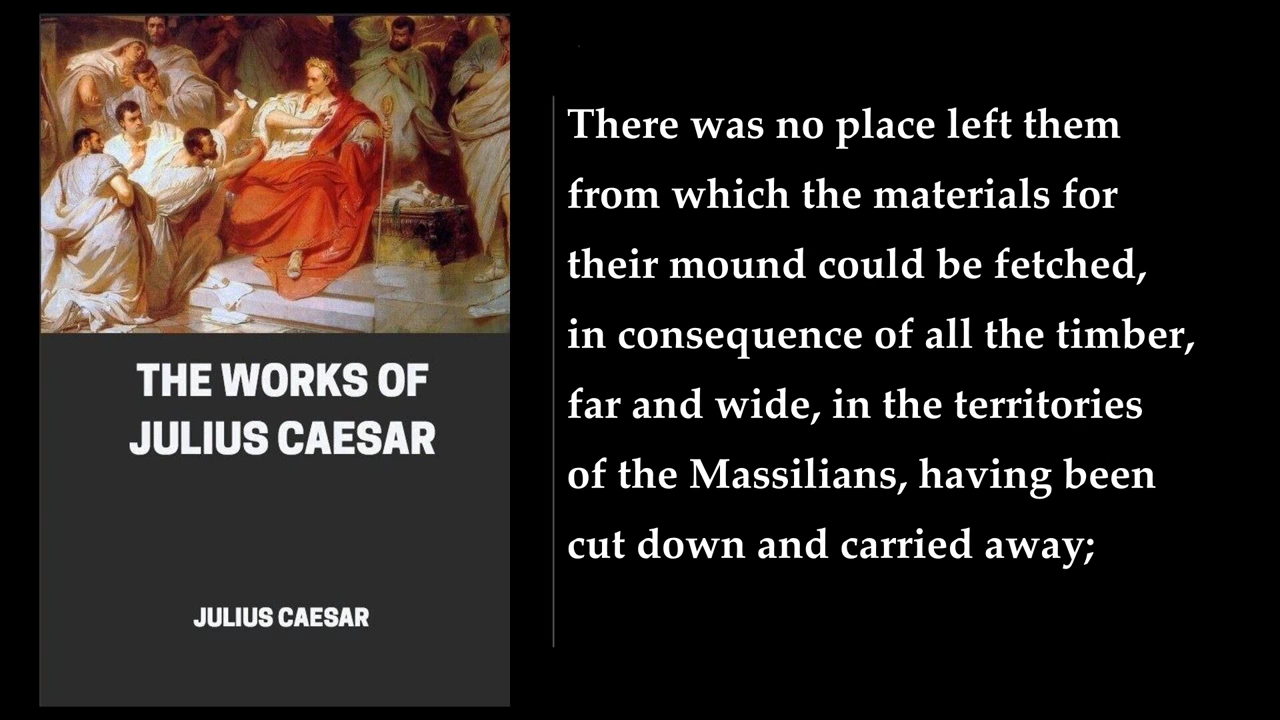 THE WORKS OF
JULIUS CAESAR
JULIUS CAESAR
There was no place left them
from which the materials for
their mound could be fetched,
in consequence of all the timber,
far and wide, in the territories
of the Massilians, having been
cut down and carried away;